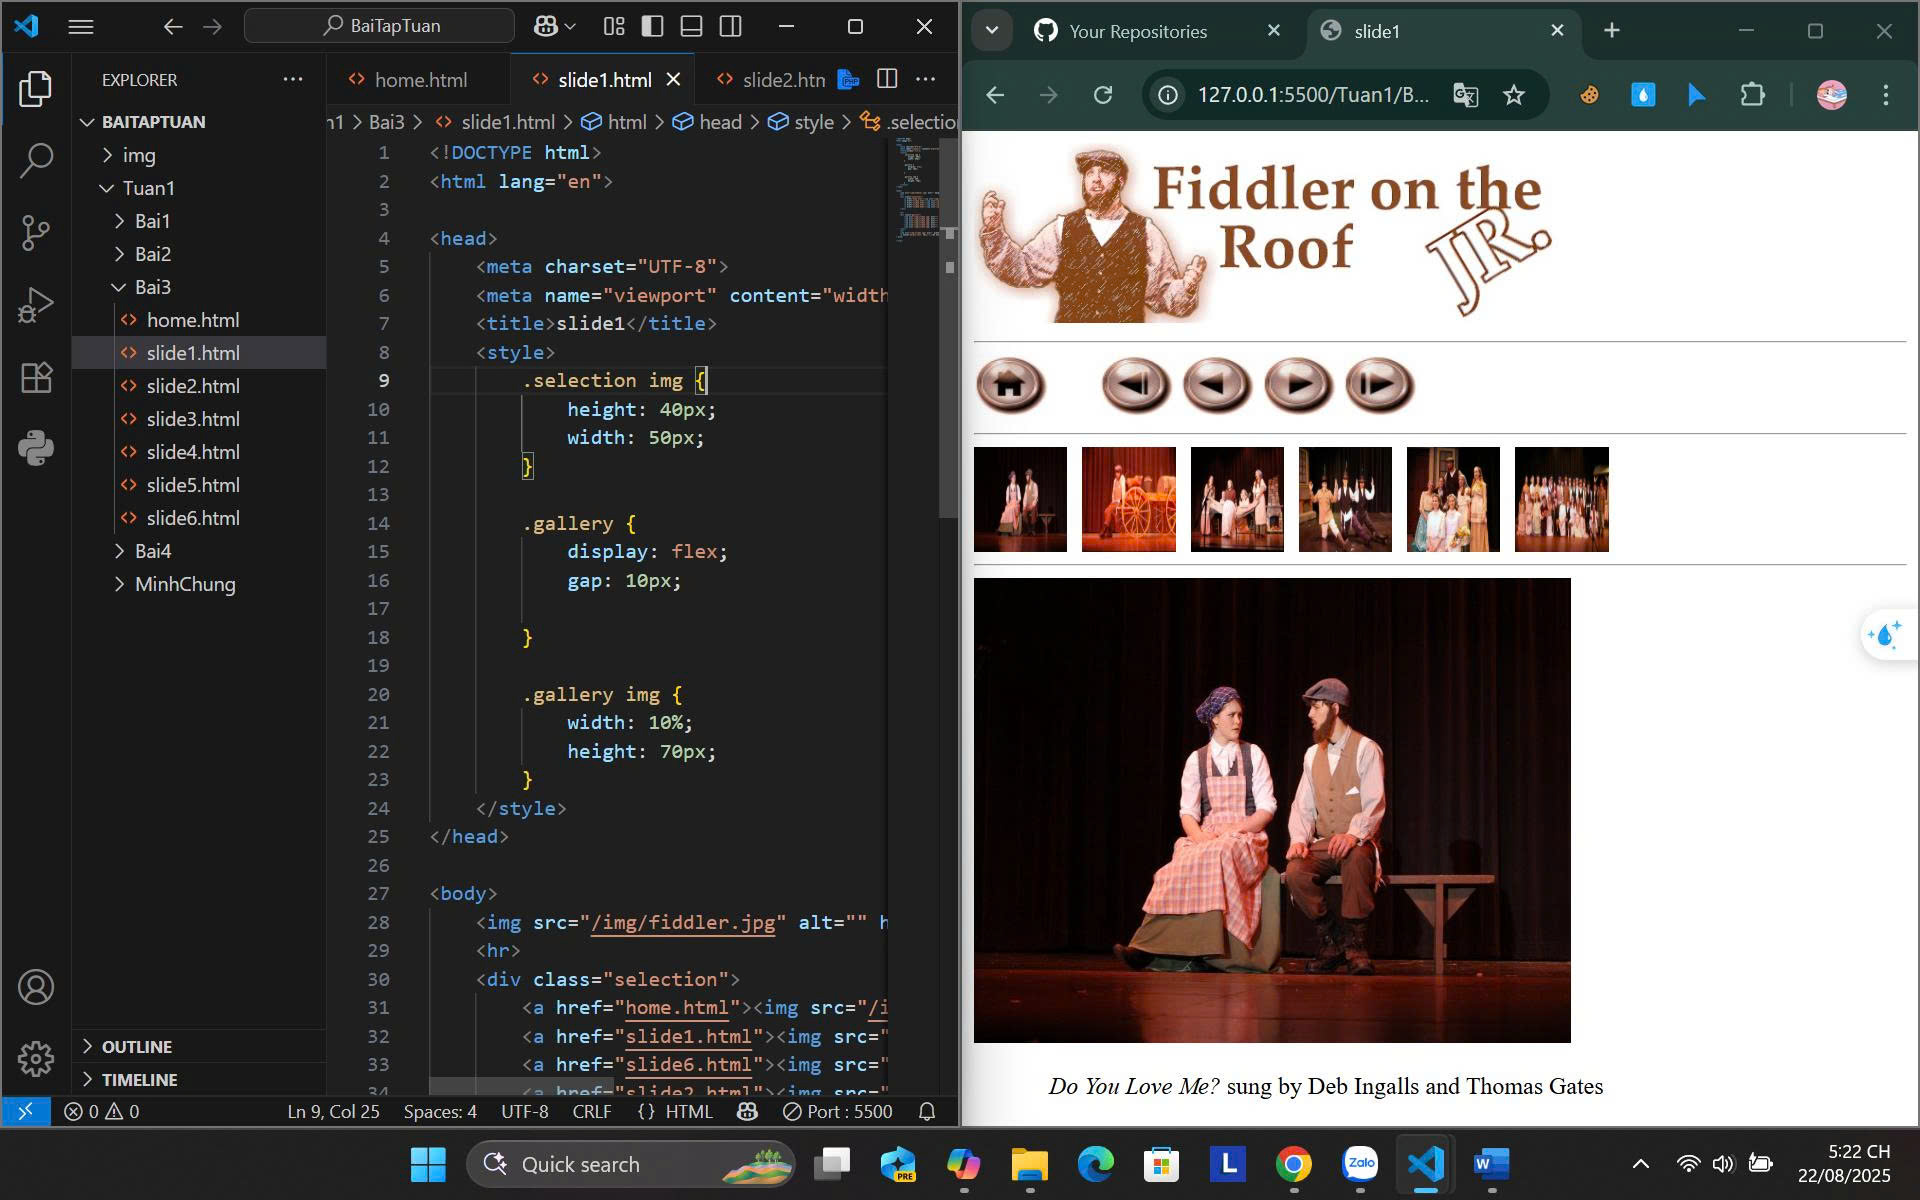 BaiTapTuan
EXPLORER
home.html
slide1.html
slide2.htn
n1 > Bai3 > slide1.html > html > head > style > .selection
BAITAPTUAN
img
Tuan1
Bai1
Bai2
Bai3
home.html
slide1.html
slide2.html
slide3.html
slide4.html
slide5.html
slide6.html
Bai4
MinhChung
OUTLINE
TIMELINE
1 <!DOCTYPE html>
2 <html lang="en">
3
4 <head>
5 <meta charset="UTF-8">
6 <meta name="viewport" content="width
7 <title>slide1</title>
8 <style>
9 .selection img {
10 height: 40px;
11 width: 50px;
12 }
13
14 .gallery {
15 display: flex;
16 gap: 10px;
17
18 }
19
20 .gallery img {
21 width: 10%;
22 height: 70px;
23 }
24 </style>
25 </head>
26
27 <body>
28 <img src="/img/fiddler.jpg" alt="" h
29 <hr>
30 <div class="selection">
31 <a href="home.html"><img src="/i
32 <a href="slide1.html"><img src="
33 <a href="slide6.html"><img src="
34 <a href="slide2.html"><img src="
0 0
Ln 9, Col 25
Spaces: 4
UTF-8
CRLF
{} HTML
Port : 5500
Your Repositories
slide1
127.0.0.1:5500/Tuan1/B...
Fiddler on the
Roof JR.
Do You Love Me? sung by Deb Ingalls and Thomas Gates
Quick search
PRE
L
Zalo
W
5:22 CH
22/08/2025